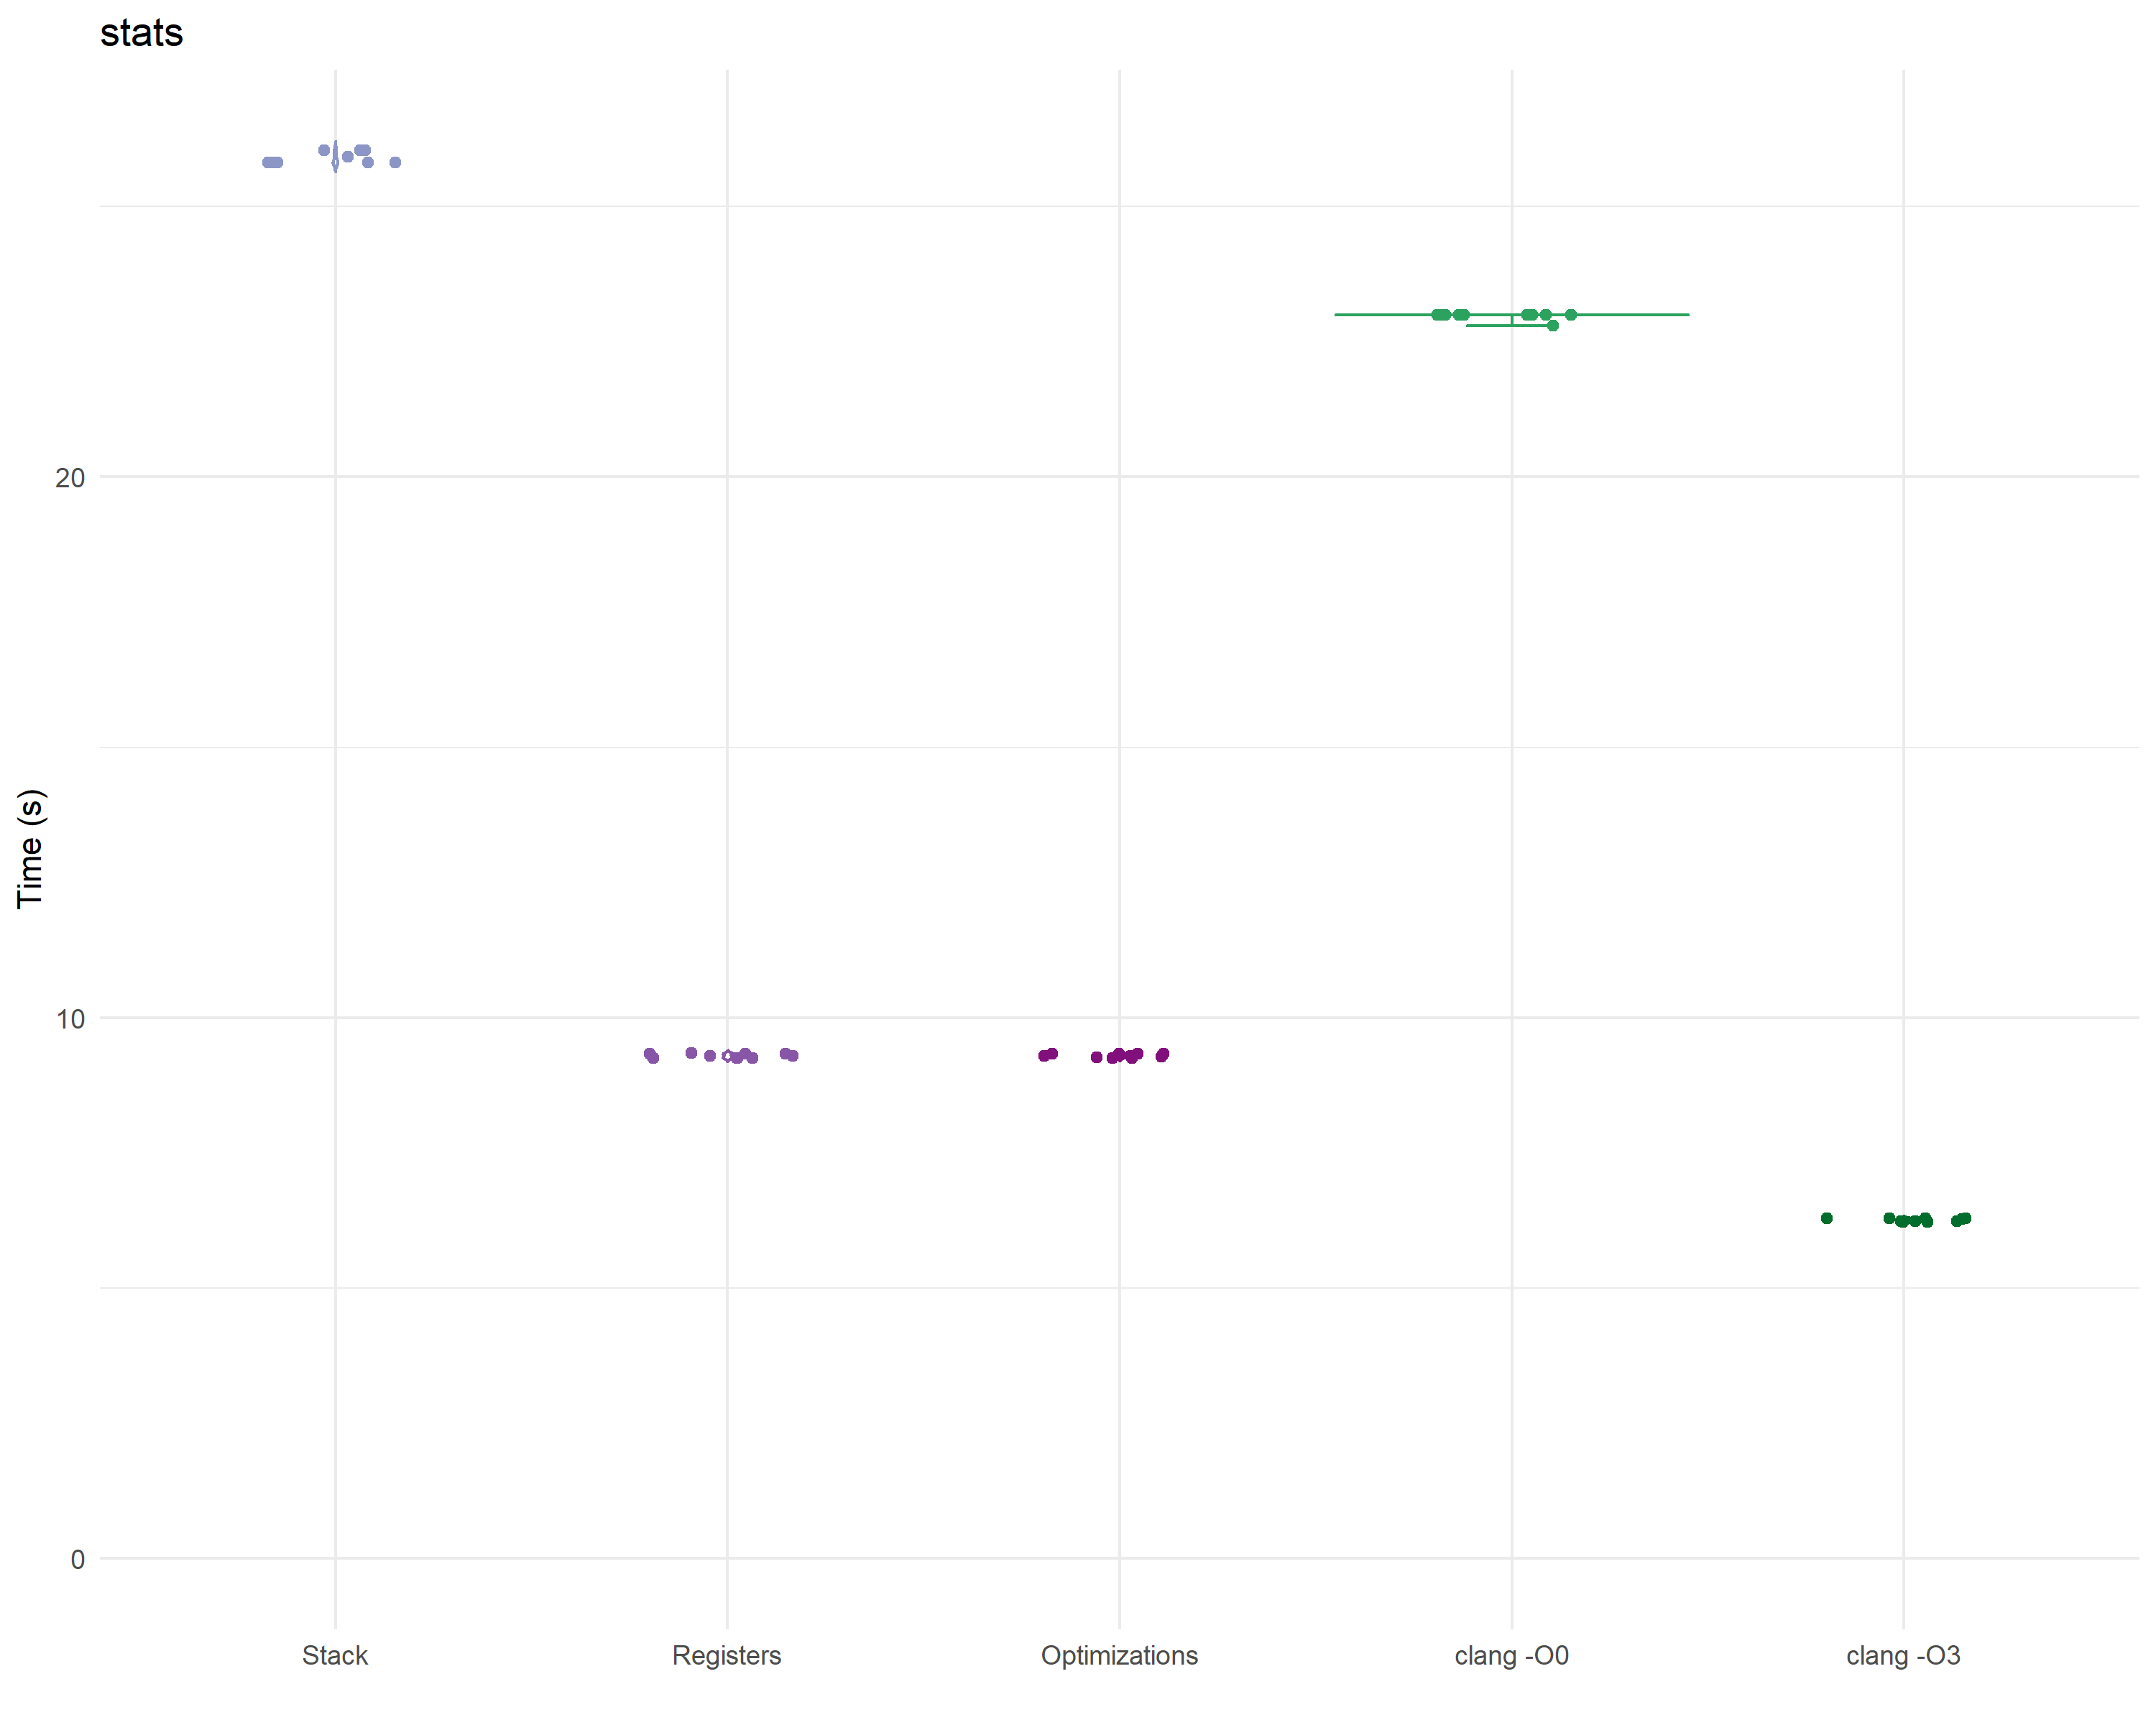 stats
Time (s)
20
10
0
Stack
Registers
Optimizations
clang -O0
clang -O3